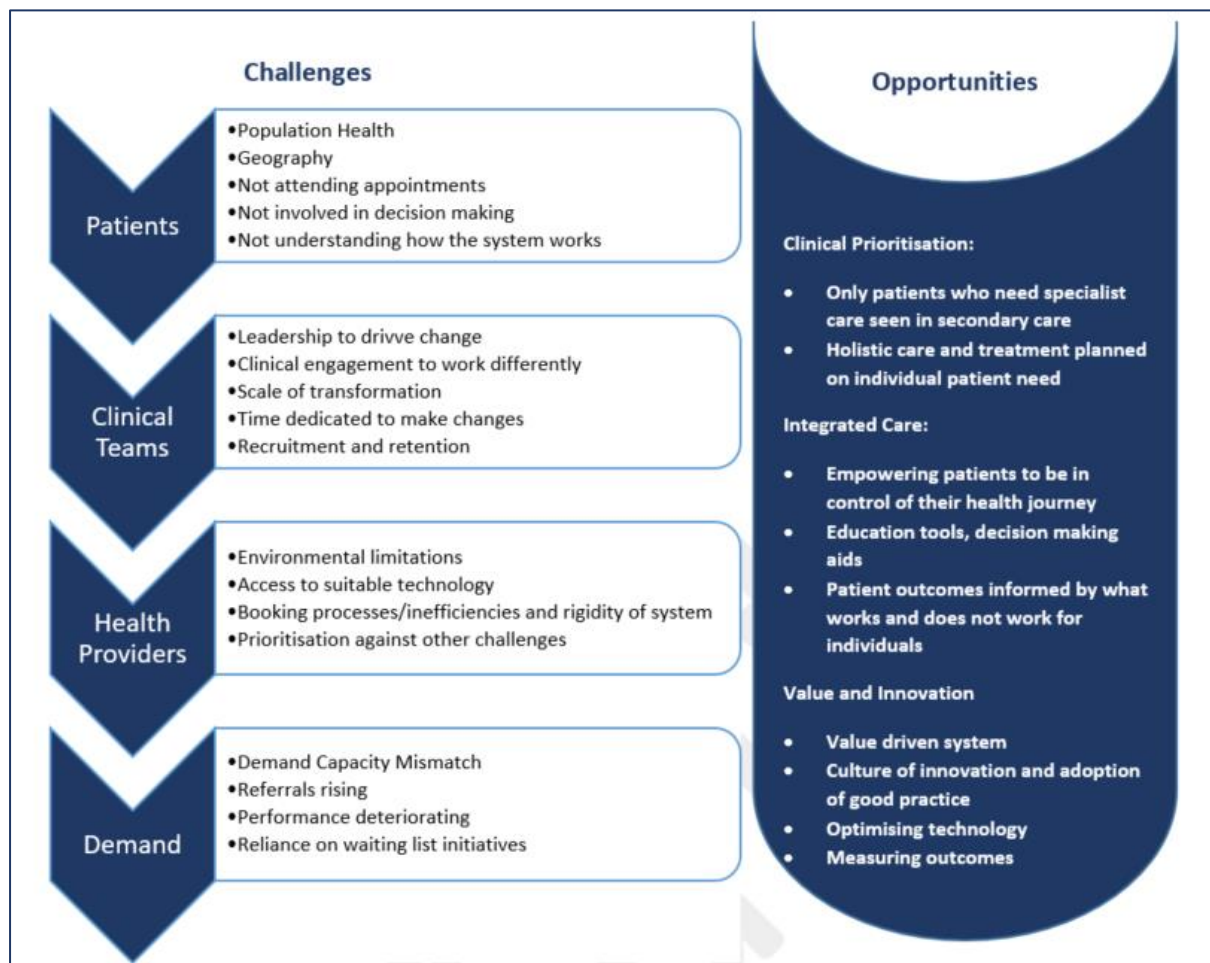 Challenges
Patients
•Population Health
•Geography
•Not attending appointments
•Not involved in decision making
•Not understanding how the system works
Clinical
Teams
•Leadership to drivve change
•Clinical engagement to work differently
•Scale of transformation
•Time dedicated to make changes
•Recruitment and retention
Health
Providers
•Environmental limitations
•Access to suitable technology
•Booking processes/inefficiencies and rigidity of system
•Prioritisation against other challenges
Demand
•Demand Capacity Mismatch
•Referrals rising
•Performance deteriorating
•Reliance on waiting list initiatives
Opportunities
Clinical Prioritisation:
• Only patients who need specialist
care seen in secondary care
• Holistic care and treatment planned
on individual patient need
Integrated Care:
• Empowering patients to be in
control of their health journey
• Education tools, decision making
aids
• Patient outcomes informed by what
works and does not work for
individuals
Value and Innovation
• Value driven system
• Culture of innovation and adoption
of good practice
• Optimising technology
• Measuring outcomes